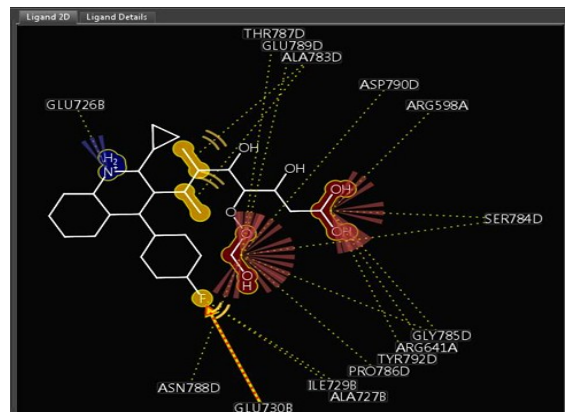 Ligand 2D Ligand Details
THR787D
GLU789D
ALA783D
ASP790D
GLU726B
ARG598A
H₂
N⁺
OH
OH
OH
O
O
OH
SER784D
O
H
F
GLY785D
ARG641A
TYR792D
PRO786D
ASN788D
ILE729B
ALA727B
GLU730B